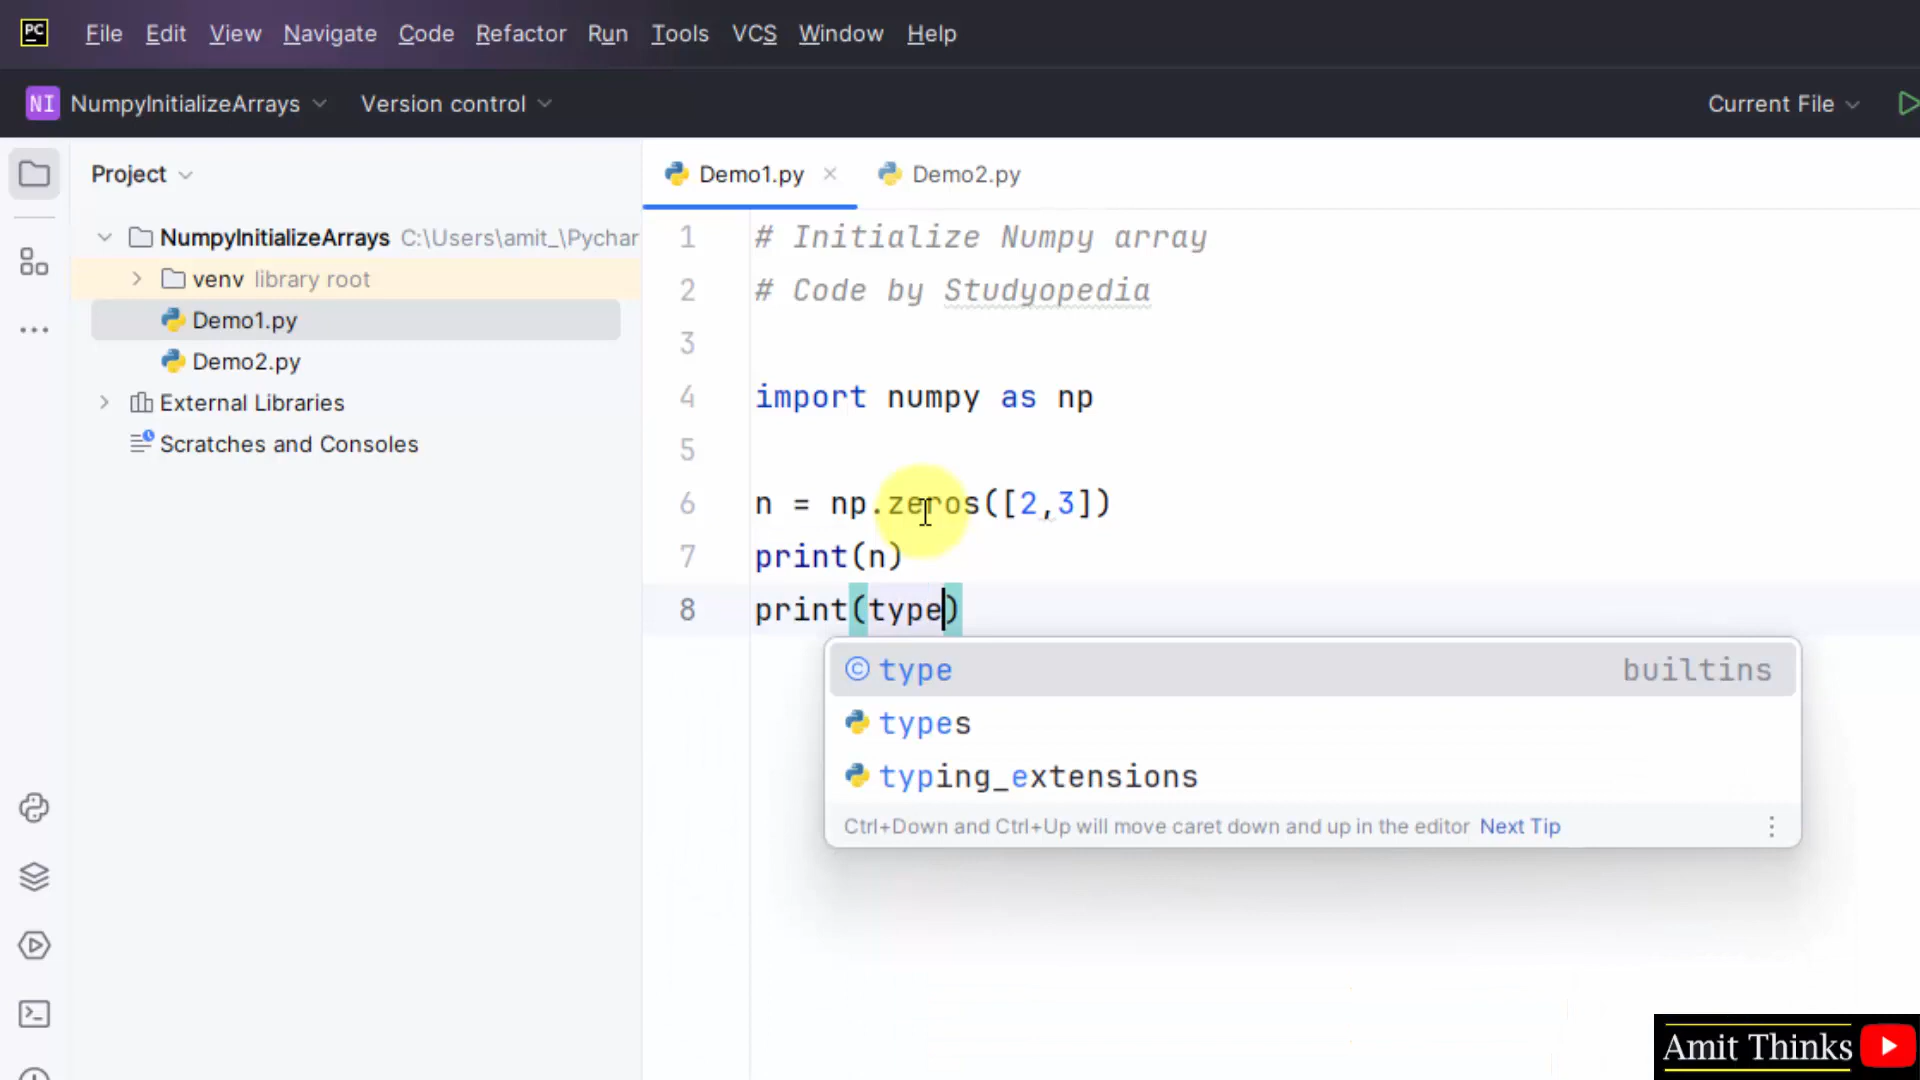 PC File Edit View Navigate Code Refactor Run Tools VCS Window Help
NI NumpyInitializeArrays Version control Current File
Project
NumpyInitializeArrays C:\Users\amit_\Pychar
venv library root
Demo1.py
Demo2.py
External Libraries
Scratches and Consoles
Demo1.py Demo2.py
1 # Initialize Numpy array
2 # Code by Studyopedia
3
4 import numpy as np
5
6 n = np.zeros([2,3])
7 print(n)
8 print(type)
type builtins
types
typing_extensions
Ctrl+Down and Ctrl+Up will move caret down and up in the editor Next Tip
Amit Thinks